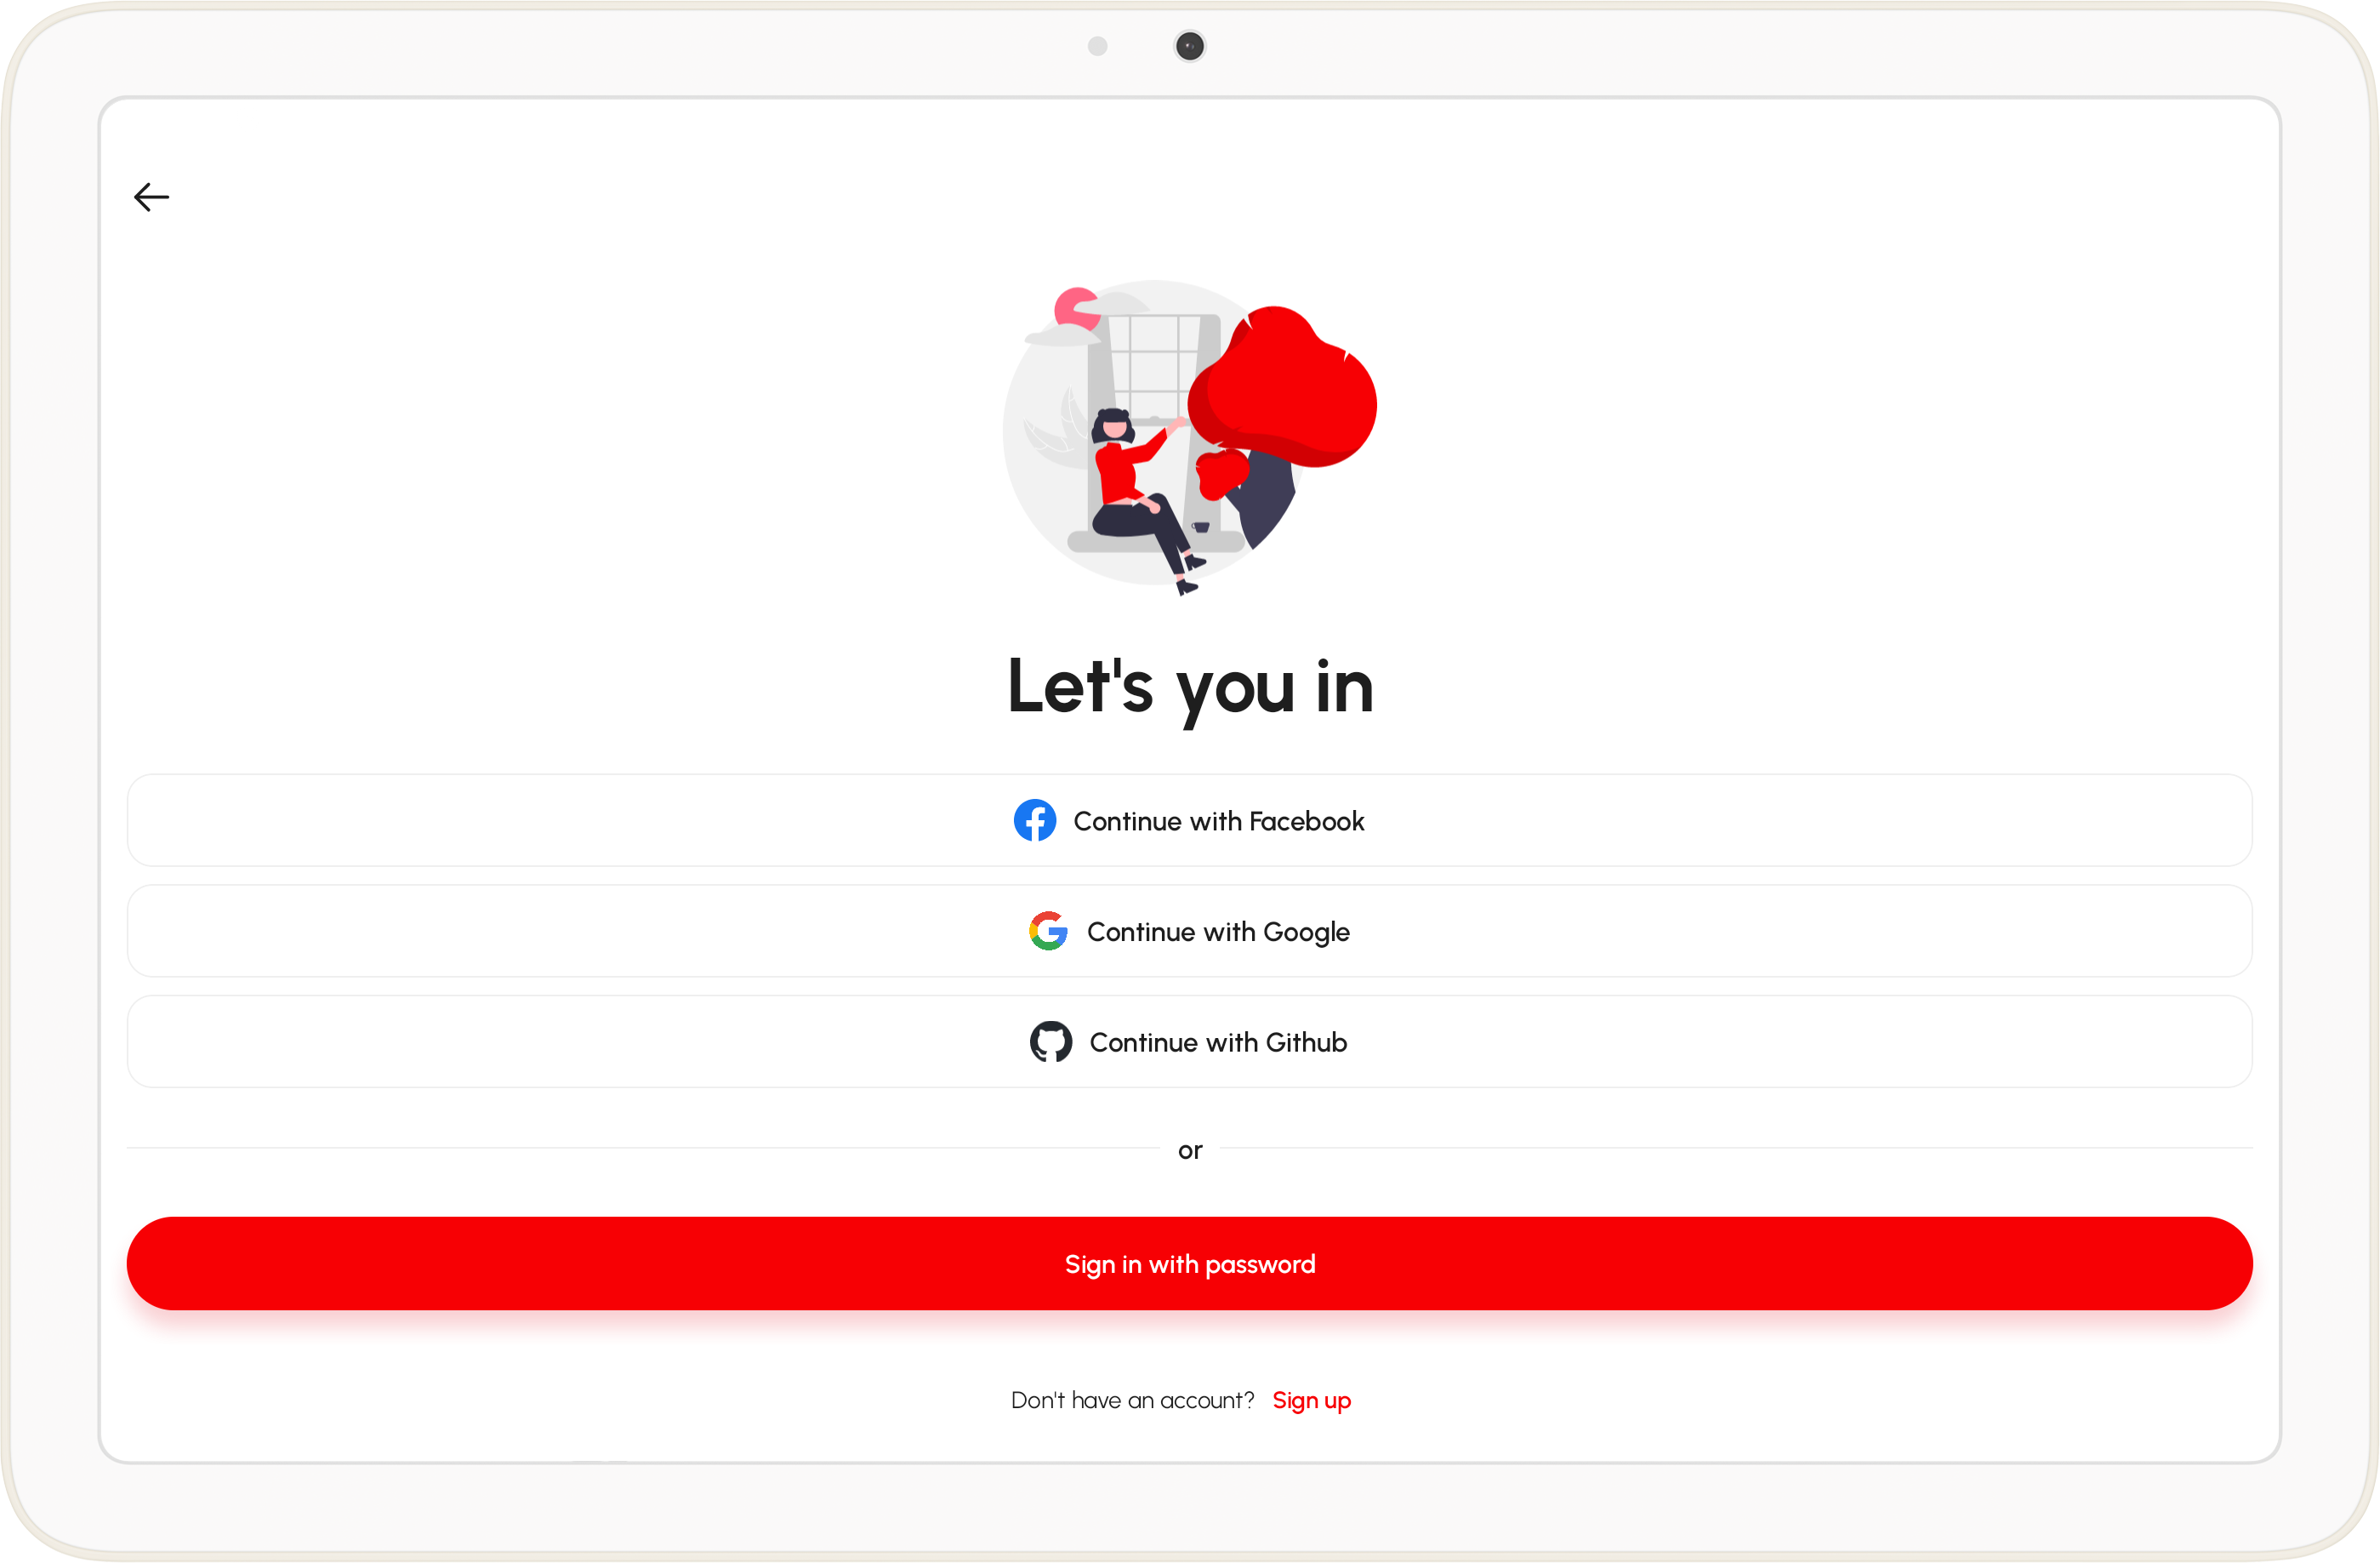 Let's you in
Continue with Facebook
Continue with Google
Continue with Github
or
Sign in with password
Don't have an account? Sign up